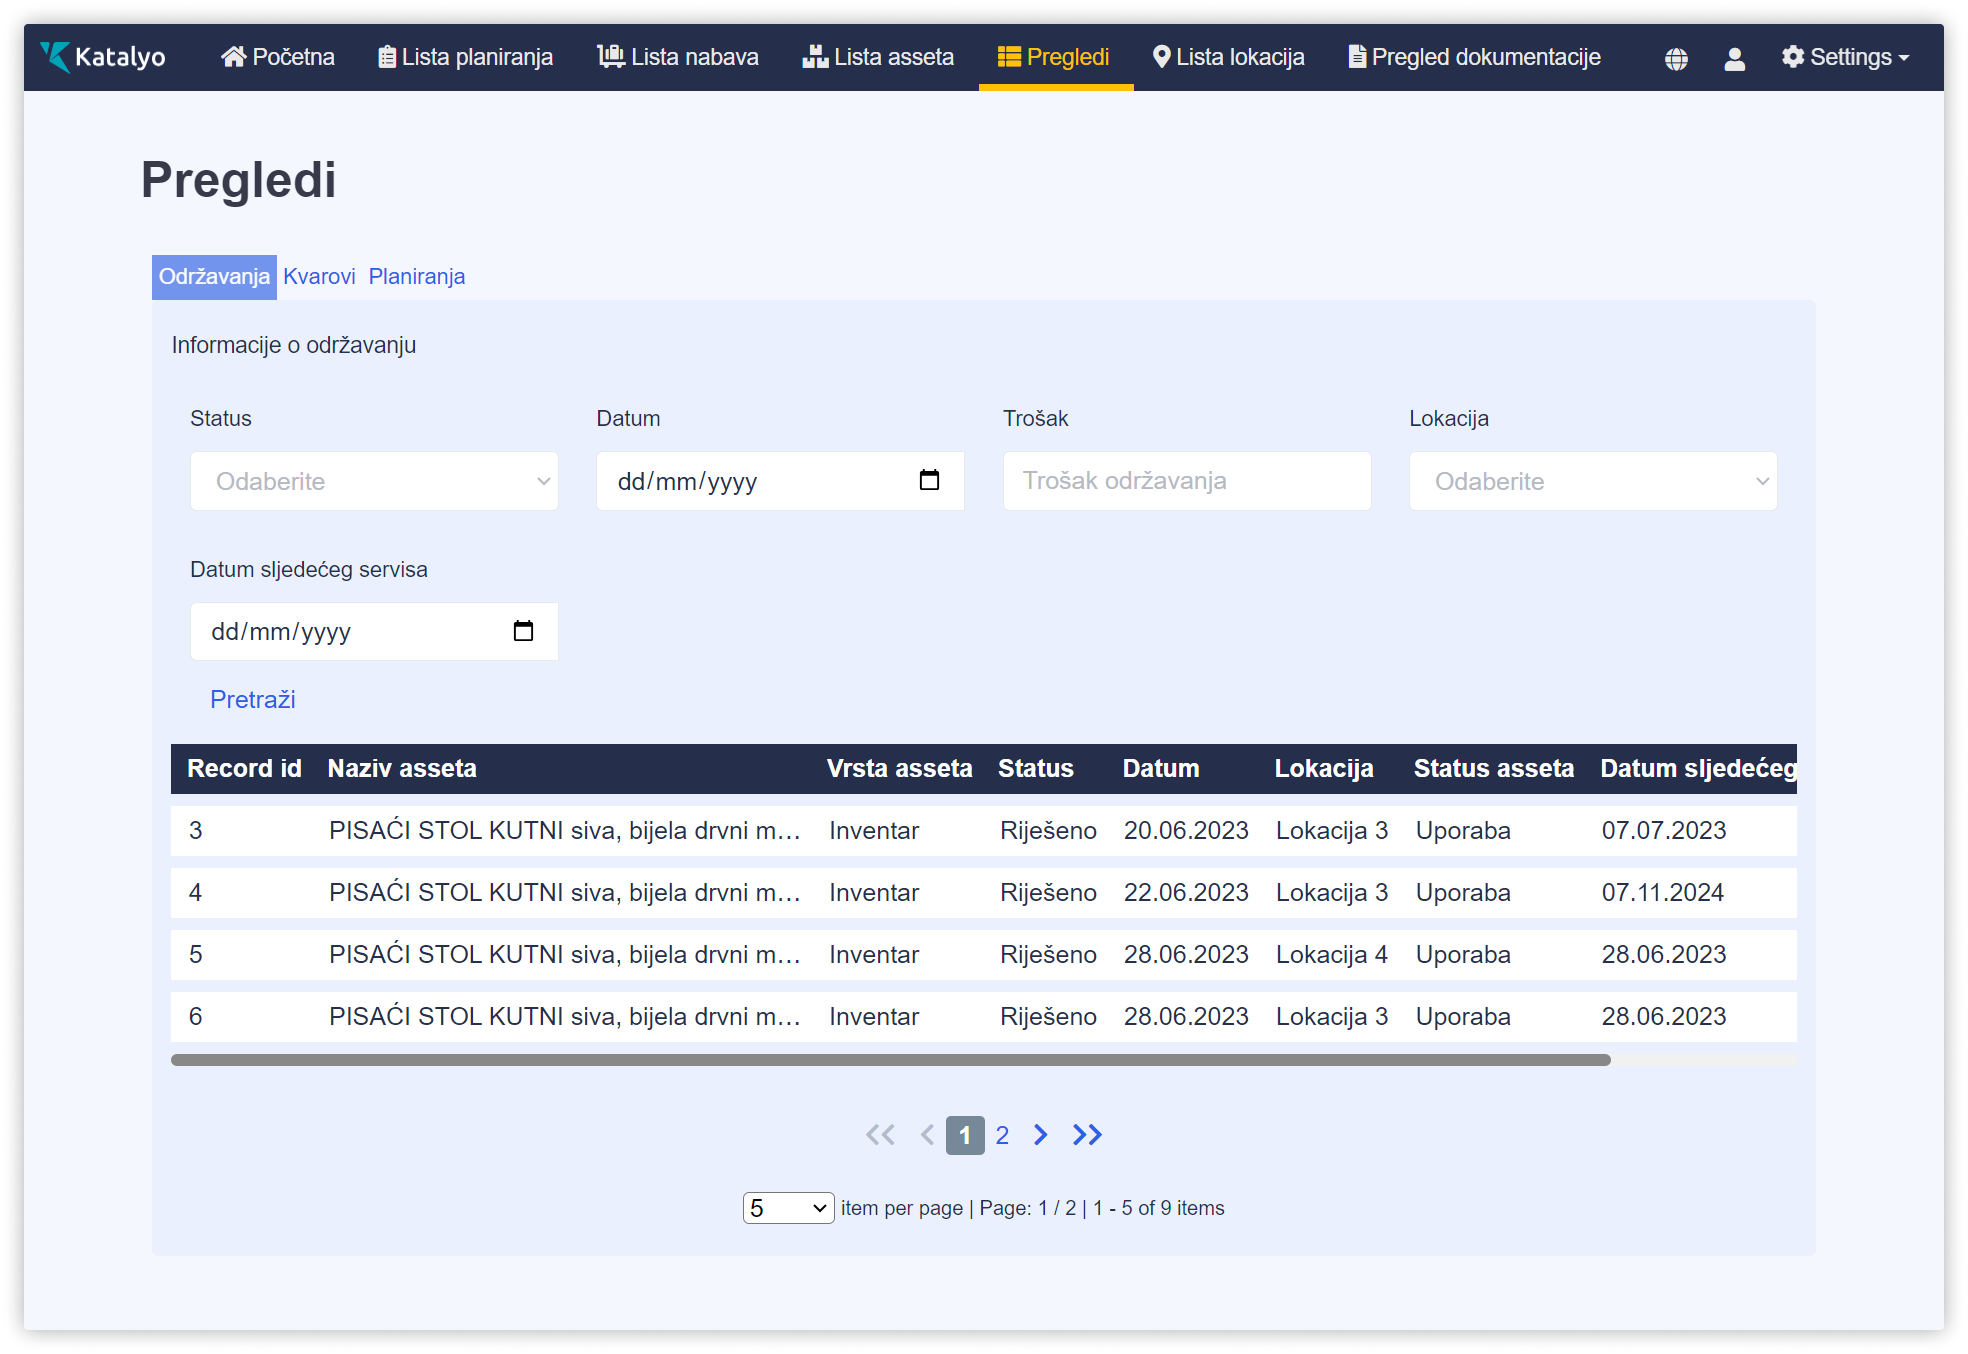 Katalyo Početna Lista planiranja Lista nabava Lista asseta Pregledi Lista lokacija Pregled dokumentacije Settings
Pregledi
Održavanja Kvarovi Planiranja
Informacije o održavanju
Status Datum Trošak Lokacija
Odaberite dd/mm/yyyy Trošak održavanja Odaberite
Datum sljedećeg servisa
dd/mm/yyyy
Pretraži
Record id Naziv asseta Vrsta asseta Status Datum Lokacija Status asseta Datum sljedećeg
3 PISAĆI STOL KUTNI siva, bijela drvni m... Inventar Riješeno 20.06.2023 Lokacija 3 Uporaba 07.07.2023
4 PISAĆI STOL KUTNI siva, bijela drvni m... Inventar Riješeno 22.06.2023 Lokacija 3 Uporaba 07.11.2024
5 PISAĆI STOL KUTNI siva, bijela drvni m... Inventar Riješeno 28.06.2023 Lokacija 4 Uporaba 28.06.2023
6 PISAĆI STOL KUTNI siva, bijela drvni m... Inventar Riješeno 28.06.2023 Lokacija 3 Uporaba 28.06.2023
1 2
5 item per page | Page: 1 / 2 | 1 - 5 of 9 items